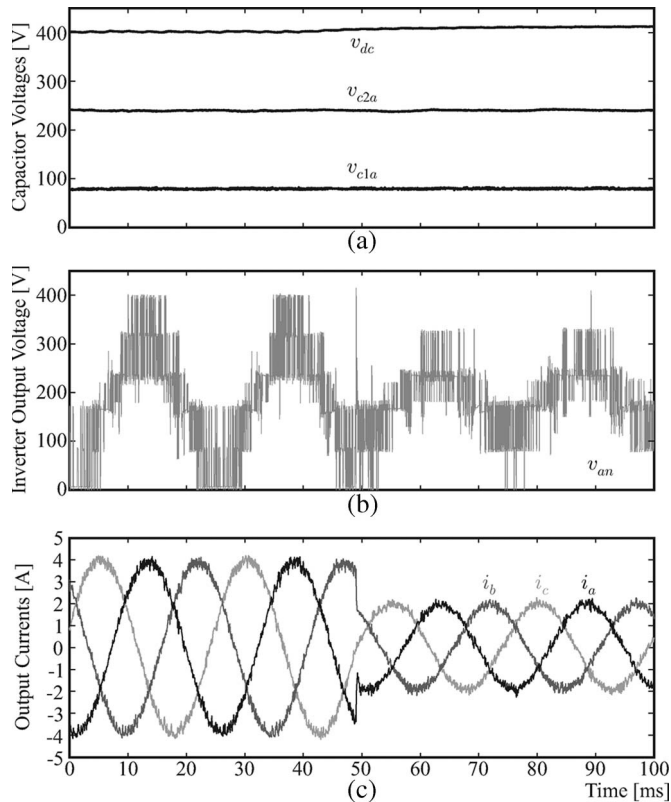 Capacitor Voltages [V]
400
300
200
100
0
v_dc
v_c2a
v_c1a
(a)
Inverter Output Voltage [V]
400
300
200
100
0
v_an
(b)
Output Currents [A]
5
4
3
2
1
0
-1
-2
-3
-4
-5
i_b
i_c
i_a
0
10
20
30
40
50
60
70
80
90
100
(c)
Time [ms]